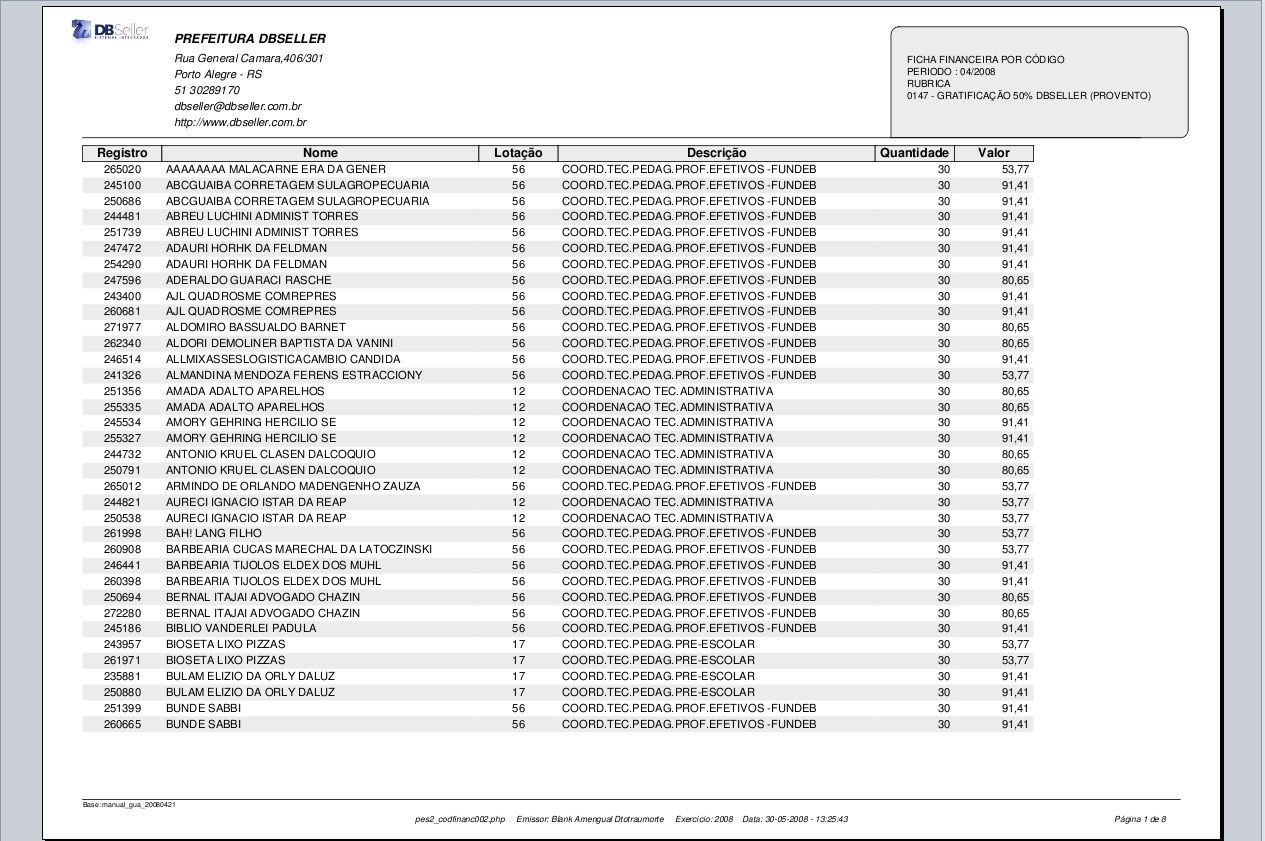 DBSeller
SISTEMAS INTEGRADOS
PREFEITURA DBSELLER
Rua General Camara,406/301
Porto Alegre - RS
51 30289170
dbseller@dbseller.com.br
http://www.dbseller.com.br
FICHA FINANCEIRA POR CÓDIGO
PERIODO : 04/2008
RUBRICA
0147 - GRATIFICAÇÃO 50% DBSELLER (PROVENTO)
Registro Nome Lotação Descrição Quantidade Valor
265020 AAAAAAAA MALACARNE ERA DA GENER 56 COORD.TEC.PEDAG.PROF.EFETIVOS -FUNDEB 30 53,77
245100 ABCGUAIBA CORRETAGEM SULAGROPECUARIA 56 COORD.TEC.PEDAG.PROF.EFETIVOS -FUNDEB 30 91,41
250686 ABCGUAIBA CORRETAGEM SULAGROPECUARIA 56 COORD.TEC.PEDAG.PROF.EFETIVOS -FUNDEB 30 91,41
244481 ABREU LUCHINI ADMINIST TORRES 56 COORD.TEC.PEDAG.PROF.EFETIVOS -FUNDEB 30 91,41
251739 ABREU LUCHINI ADMINIST TORRES 56 COORD.TEC.PEDAG.PROF.EFETIVOS -FUNDEB 30 91,41
247472 ADAURI HORHK DA FELDMAN 56 COORD.TEC.PEDAG.PROF.EFETIVOS -FUNDEB 30 91,41
254290 ADAURI HORHK DA FELDMAN 56 COORD.TEC.PEDAG.PROF.EFETIVOS -FUNDEB 30 91,41
247596 ADERALDO GUARACI RASCHE 56 COORD.TEC.PEDAG.PROF.EFETIVOS -FUNDEB 30 80,65
243400 AJL QUADROSME COMREPRES 56 COORD.TEC.PEDAG.PROF.EFETIVOS -FUNDEB 30 91,41
260681 AJL QUADROSME COMREPRES 56 COORD.TEC.PEDAG.PROF.EFETIVOS -FUNDEB 30 91,41
271977 ALDOMIRO BASSUALDO BARNET 56 COORD.TEC.PEDAG.PROF.EFETIVOS -FUNDEB 30 80,65
262340 ALDORI DEMOLINER BAPTISTA DA VANINI 56 COORD.TEC.PEDAG.PROF.EFETIVOS -FUNDEB 30 80,65
246514 ALLMIXASSESLOGISTICACAMBIO CANDIDA 56 COORD.TEC.PEDAG.PROF.EFETIVOS -FUNDEB 30 91,41
241326 ALMANDINA MENDOZA FERENS ESTRACCIONY 56 COORD.TEC.PEDAG.PROF.EFETIVOS -FUNDEB 30 53,77
251356 AMADA ADALTO APARELHOS 12 COORDENACAO TEC.ADMINISTRATIVA 30 80,65
255335 AMADA ADALTO APARELHOS 12 COORDENACAO TEC.ADMINISTRATIVA 30 80,65
245534 AMORY GEHRING HERCILIO SE 12 COORDENACAO TEC.ADMINISTRATIVA 30 91,41
255327 AMORY GEHRING HERCILIO SE 12 COORDENACAO TEC.ADMINISTRATIVA 30 91,41
244732 ANTONIO KRUEL CLASEN DALCOQUIO 12 COORDENACAO TEC.ADMINISTRATIVA 30 80,65
250791 ANTONIO KRUEL CLASEN DALCOQUIO 12 COORDENACAO TEC.ADMINISTRATIVA 30 80,65
265012 ARMINDO DE ORLANDO MADENGENHO ZAUZA 56 COORD.TEC.PEDAG.PROF.EFETIVOS -FUNDEB 30 53,77
244821 AURECI IGNACIO ISTAR DA REAP 12 COORDENACAO TEC.ADMINISTRATIVA 30 53,77
250538 AURECI IGNACIO ISTAR DA REAP 12 COORDENACAO TEC.ADMINISTRATIVA 30 53,77
261998 BAH! LANG FILHO 56 COORD.TEC.PEDAG.PROF.EFETIVOS -FUNDEB 30 53,77
260908 BARBEARIA CUCAS MARECHAL DA LATOCZINSKI 56 COORD.TEC.PEDAG.PROF.EFETIVOS -FUNDEB 30 53,77
246441 BARBEARIA TIJOLOS ELDEX DOS MUHL 56 COORD.TEC.PEDAG.PROF.EFETIVOS -FUNDEB 30 91,41
260398 BARBEARIA TIJOLOS ELDEX DOS MUHL 56 COORD.TEC.PEDAG.PROF.EFETIVOS -FUNDEB 30 91,41
250694 BERNAL ITAJAI ADVOGADO CHAZIN 56 COORD.TEC.PEDAG.PROF.EFETIVOS -FUNDEB 30 80,65
272280 BERNAL ITAJAI ADVOGADO CHAZIN 56 COORD.TEC.PEDAG.PROF.EFETIVOS -FUNDEB 30 80,65
245186 BIBLIO VANDERLEI PADULA 56 COORD.TEC.PEDAG.PROF.EFETIVOS -FUNDEB 30 91,41
243957 BIOSETA LIXO PIZZAS 17 COORD.TEC.PEDAG.PRE-ESCOLAR 30 53,77
261971 BIOSETA LIXO PIZZAS 17 COORD.TEC.PEDAG.PRE-ESCOLAR 30 53,77
235881 BULAM ELIZIO DA ORLY DALUZ 17 COORD.TEC.PEDAG.PRE-ESCOLAR 30 91,41
250880 BULAM ELIZIO DA ORLY DALUZ 17 COORD.TEC.PEDAG.PRE-ESCOLAR 30 91,41
251399 BUNDE SABBI 56 COORD.TEC.PEDAG.PROF.EFETIVOS -FUNDEB 30 91,41
260665 BUNDE SABBI 56 COORD.TEC.PEDAG.PROF.EFETIVOS -FUNDEB 30 91,41
Base: manual_gua_20080421
pes2_codfinanc002.php Emissor: Blank Amengual Dtotraumorte Exercício: 2008 Data: 30-05-2008 - 13:25:43 Página 1 de 8